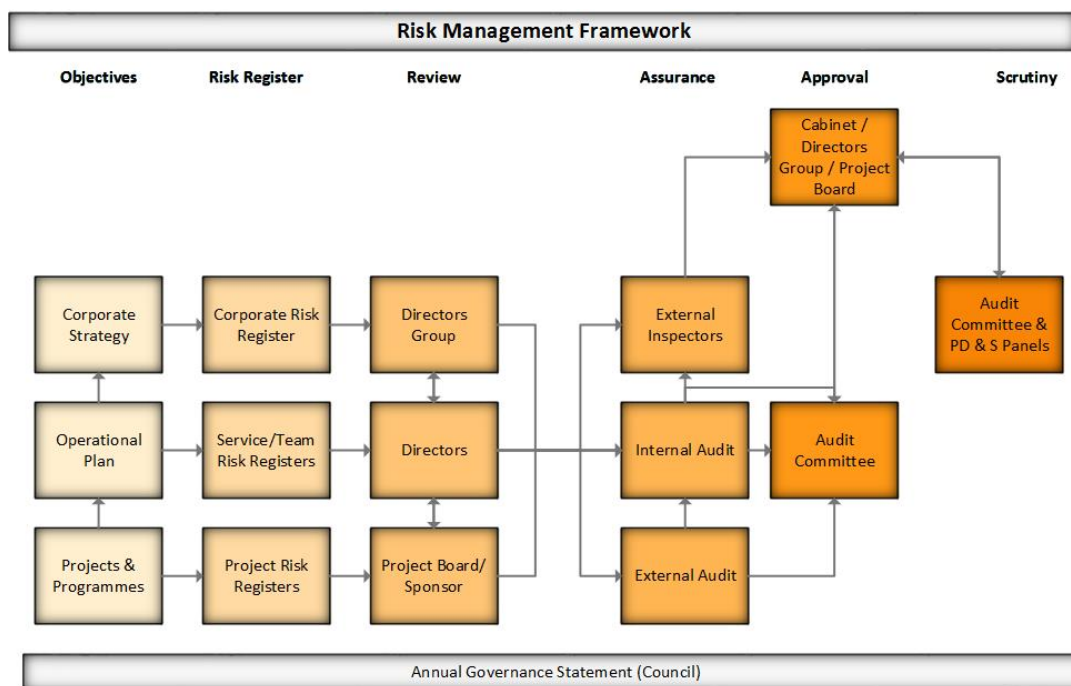 Risk Management Framework
Objectives
Risk Register
Review
Assurance
Approval
Scrutiny
Cabinet /
Directors
Group / Project
Board
Corporate
Strategy
Corporate Risk
Register
Directors
Group
External
Inspectors
Audit
Committee &
PD & S Panels
Operational
Plan
Service/Team
Risk Registers
Directors
Internal Audit
Audit
Committee
Projects &
Programmes
Project Risk
Registers
Project Board/
Sponsor
External Audit
Annual Governance Statement (Council)